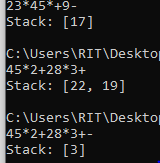 23*45*+9-
Stack: [17]
C:\Users\RIT\Desktop
45*2+28*3+
Stack: [22, 19]
C:\Users\RIT\Desktop
45*2+28*3+-
Stack: [3]